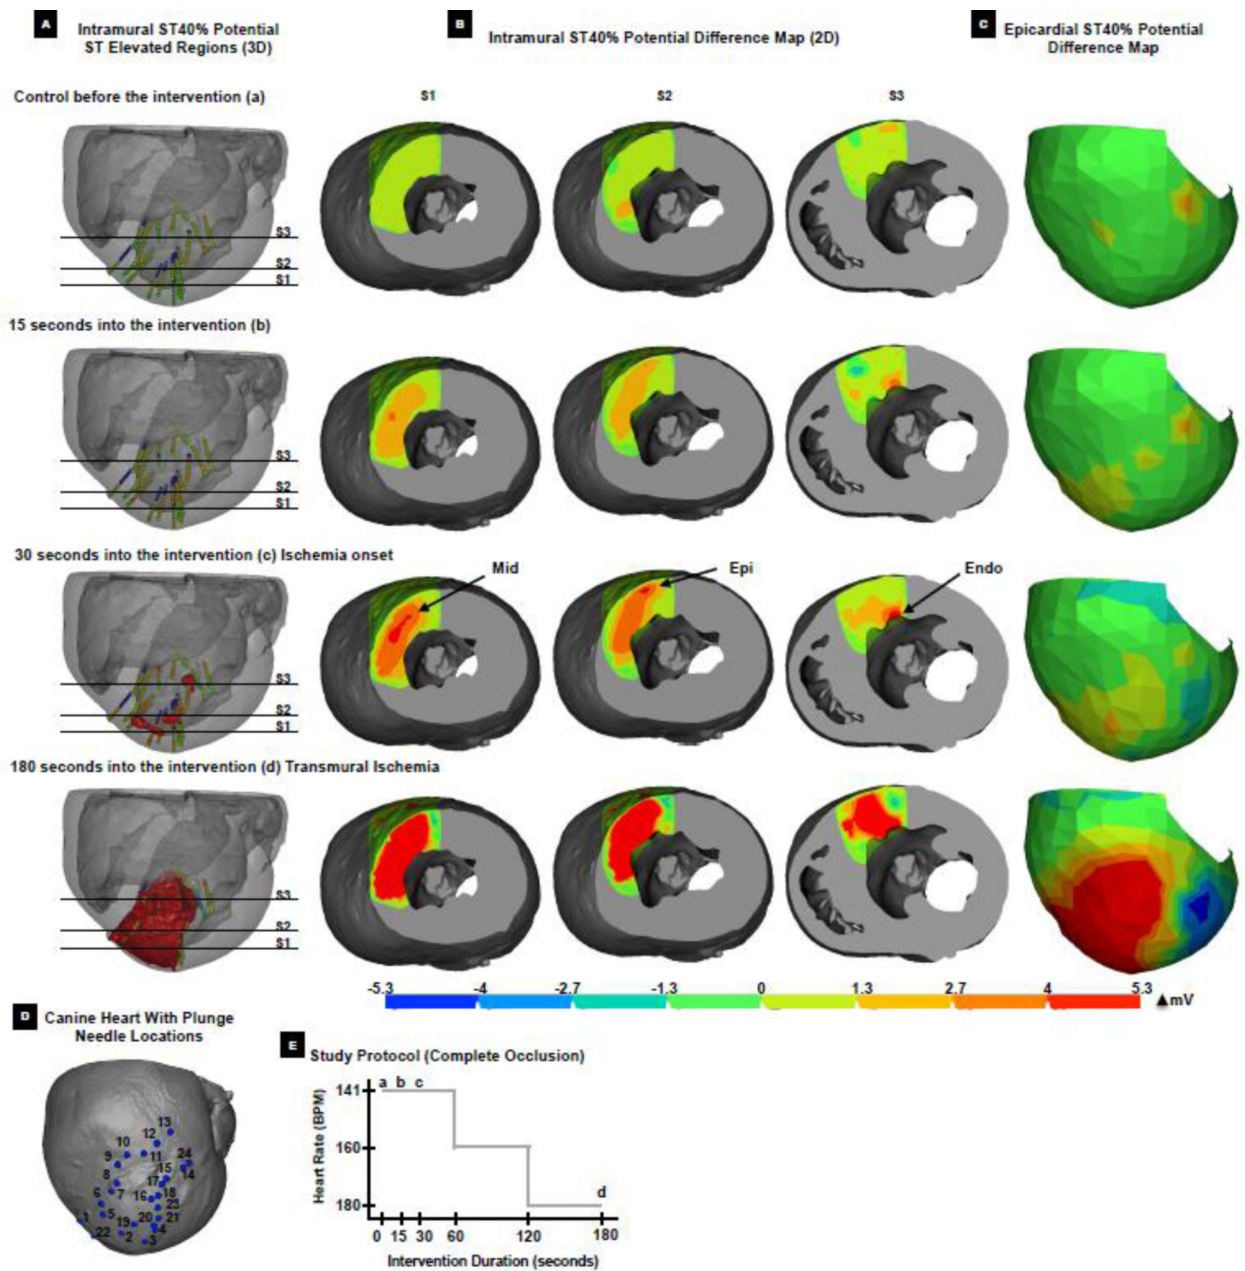 A Intramural ST40% Potential
ST Elevated Regions (3D)
B Intramural ST40% Potential Difference Map (2D)
C Epicardial ST40% Potential
Difference Map
Control before the intervention (a)
S1 S2 S3
S3
S2
S1
15 seconds into the intervention (b)
S3
S2
S1
30 seconds into the intervention (c) Ischemia onset
Mid Epi Endo
S3
S2
S1
180 seconds into the intervention (d) Transmural Ischemia
S3
S2
S1
-5.3 -4 -2.7 -1.3 0 1.3 2.7 4 5.3 ▲mV
D Canine Heart With Plunge
Needle Locations
13
12
10
11
9
24
15
14
8
17
7
16
18
6
23
5
20
21
19
1
4
22
2
3
E Study Protocol (Complete Occlusion)
a b c
141
160
180
d
Heart Rate (BPM)
0 15 30 60 120 180
Intervention Duration (seconds)